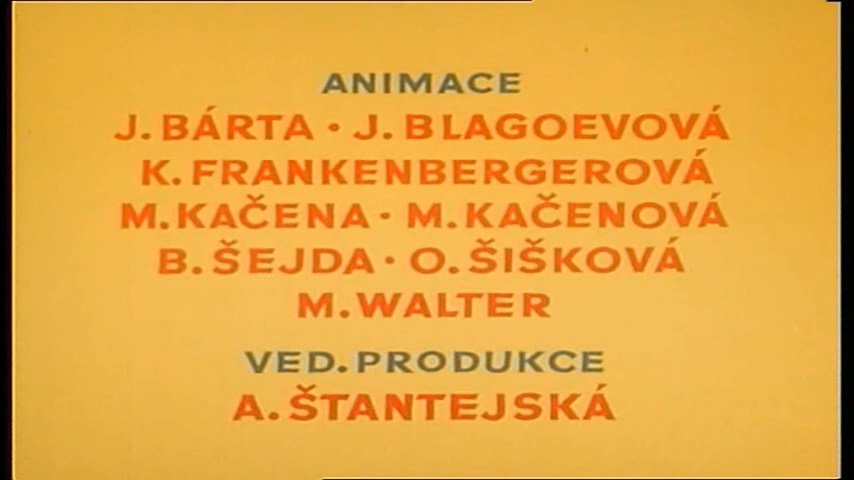 ANIMACE
J. BÁRTA · J. BLAGOEVOVÁ
K. FRANKENBERGEROVÁ
M. KAČENA · M. KAČENOVÁ
B. ŠEJDA · O. ŠIŠKOVÁ
M. WALTER
VED. PRODUKCE
A. ŠTANTEJSKÁ